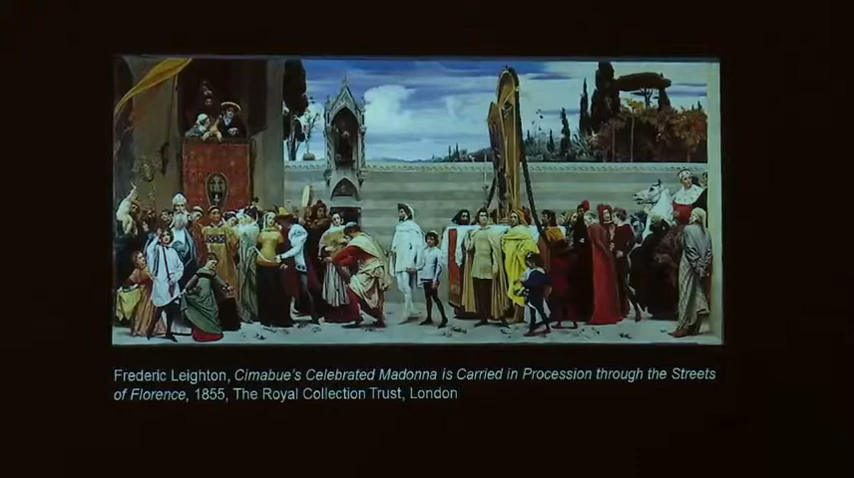 Frederic Leighton, Cimabue's Celebrated Madonna is Carried in Procession through the Streets
of Florence, 1855, The Royal Collection Trust, London